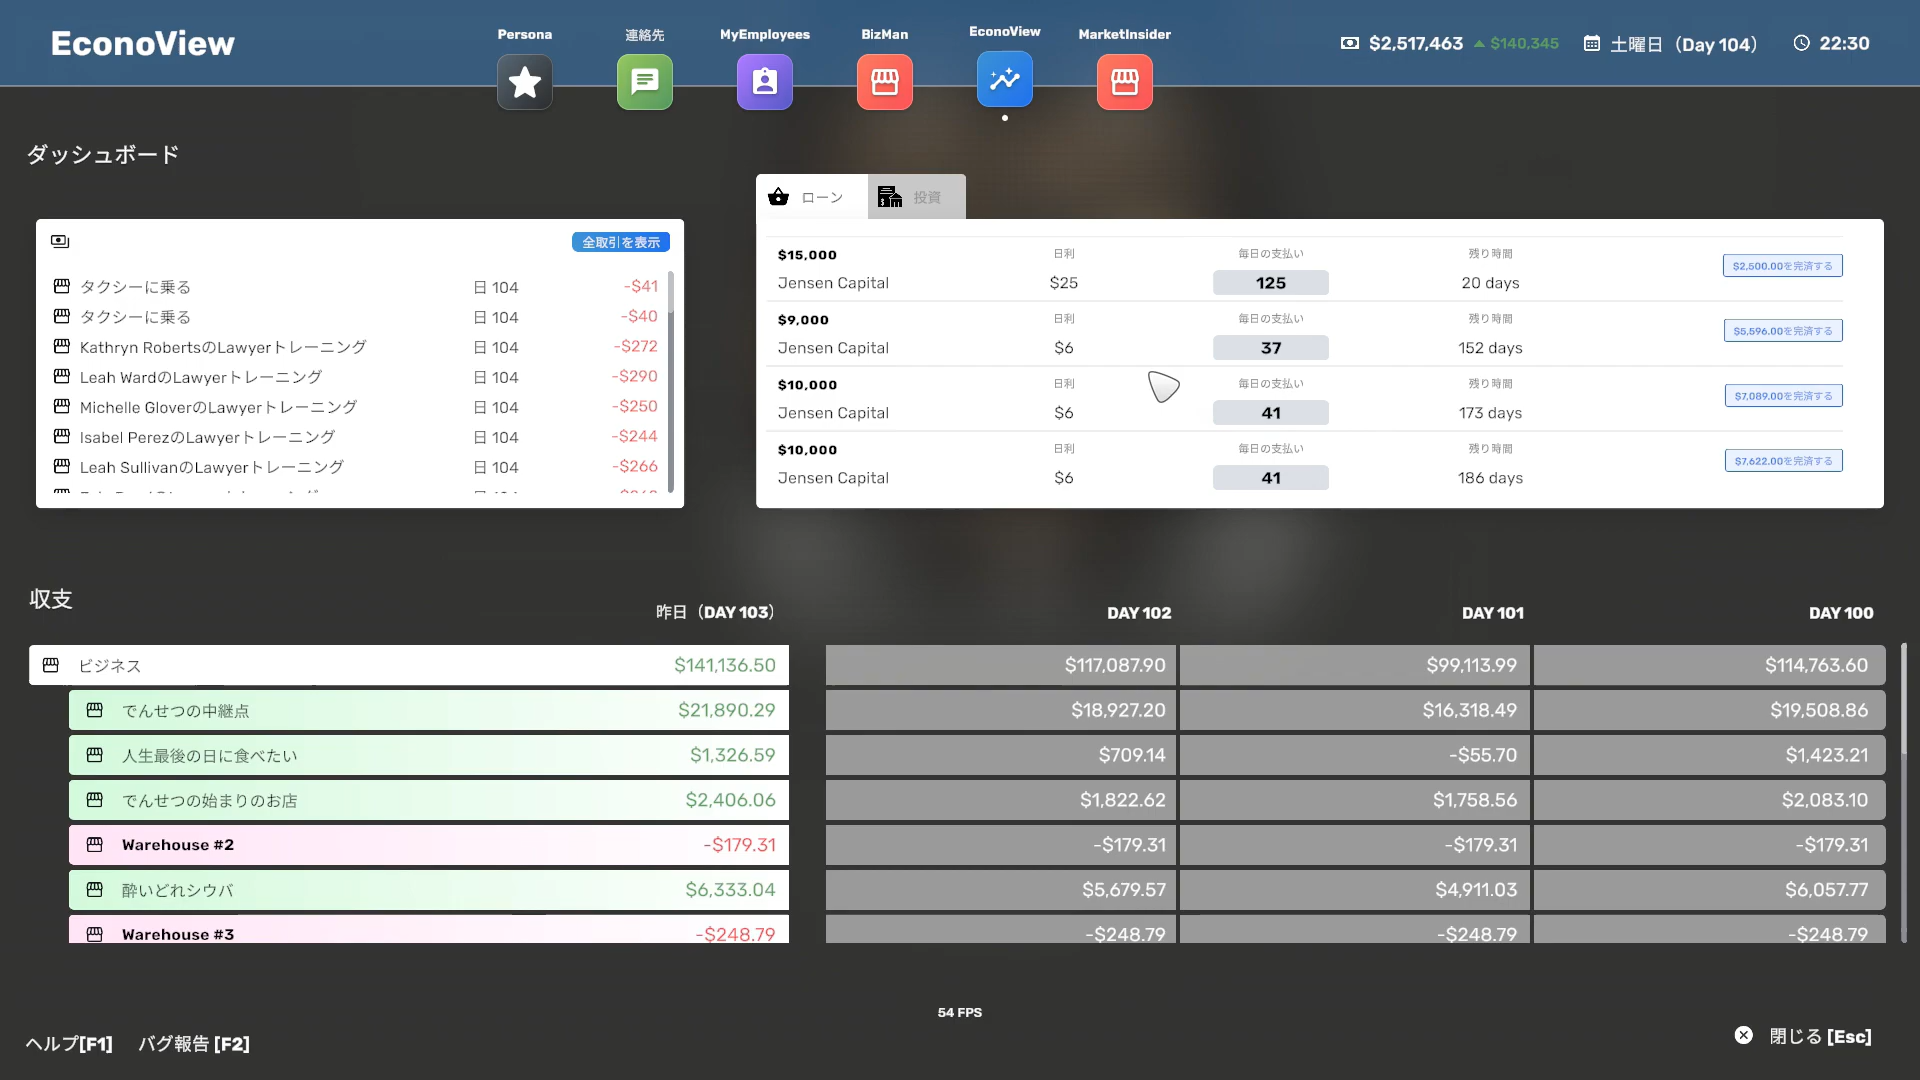 EconoView
Persona
連絡先
MyEmployees
BizMan
EconoView
MarketInsider
$2,517,463 $140,345 土曜日 (Day 104) 22:30
ダッシュボード
ローン 投資
全取引を表示
タクシーに乗る 日 104 -$41
タクシーに乗る 日 104 -$40
Kathryn RobertsのLawyerトレーニング 日 104 -$272
Leah WardのLawyerトレーニング 日 104 -$290
Michelle GloverのLawyerトレーニング 日 104 -$250
Isabel PerezのLawyerトレーニング 日 104 -$244
Leah SullivanのLawyerトレーニング 日 104 -$266
$15,000 日利 毎日の支払い 残り時間 $2,500.00を完済する
Jensen Capital $25 125 20 days
$9,000 日利 毎日の支払い 残り時間 $5,596.00を完済する
Jensen Capital $6 37 152 days
$10,000 日利 毎日の支払い 残り時間 $7,089.00を完済する
Jensen Capital $6 41 173 days
$10,000 日利 毎日の支払い 残り時間 $7,622.00を完済する
Jensen Capital $6 41 186 days
収支
昨日 (DAY 103) DAY 102 DAY 101 DAY 100
ビジネス $141,136.50 $117,087.90 $99,113.99 $114,763.60
でんせつの中継点 $21,890.29 $18,927.20 $16,318.49 $19,508.86
人生最後の日に食べたい $1,326.59 $709.14 -$55.70 $1,423.21
でんせつの始まりのお店 $2,406.06 $1,822.62 $1,758.56 $2,083.10
Warehouse #2 -$179.31 -$179.31 -$179.31 -$179.31
酔いどれシウバ $6,333.04 $5,679.57 $4,911.03 $6,057.77
Warehouse #3 -$248.79 -$248.79 -$248.79 -$248.79
54 FPS
ヘルプ[F1] バグ報告 [F2]
閉じる [Esc]